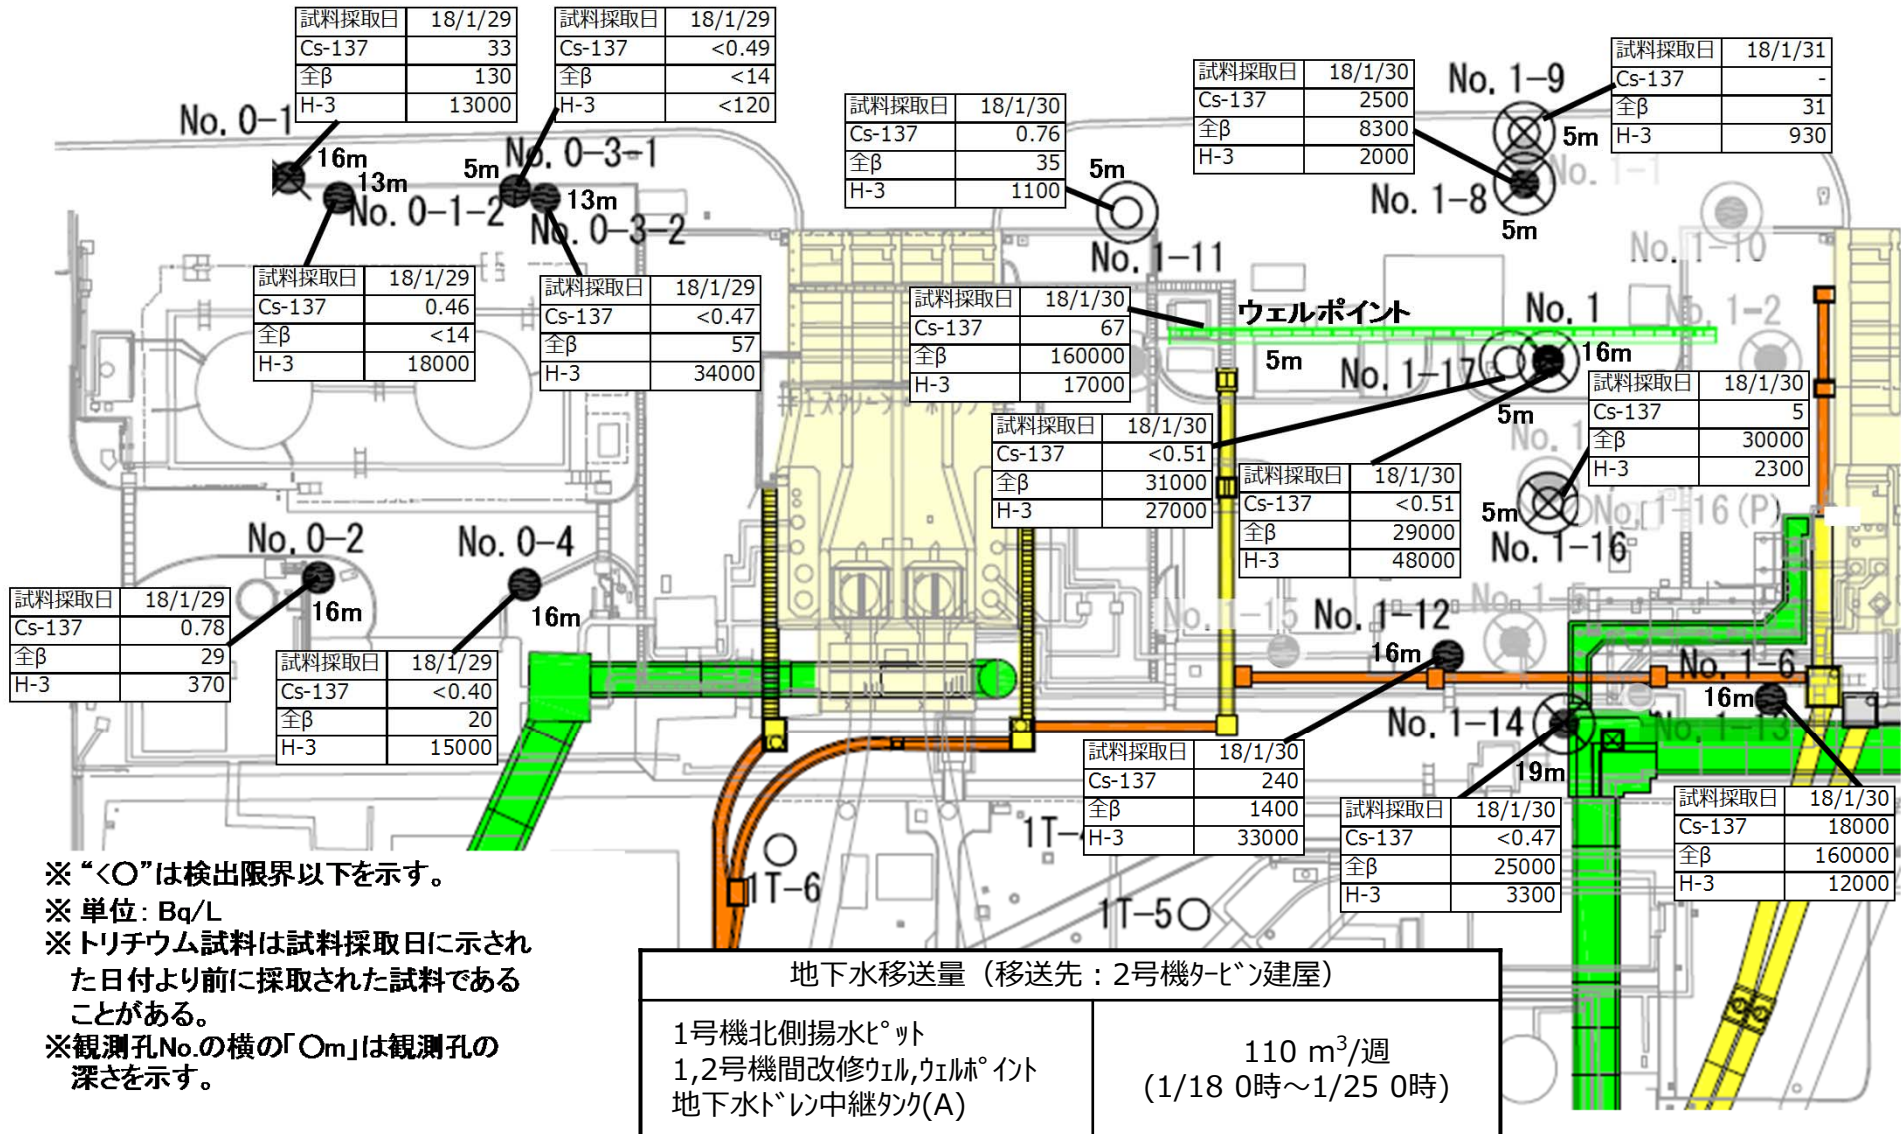 試料採取日 18/1/29
Cs-137 33
全β 130
H-3 13000
試料採取日 18/1/29
Cs-137 <0.49
全β <14
H-3 <120
試料採取日 18/1/30
Cs-137 0.76
全β 35
H-3 1100
試料採取日 18/1/30
Cs-137 2500
全β 8300
H-3 2000
試料採取日 18/1/31
Cs-137 -
全β 31
H-3 930
No. 0-1
16m
5m
No. 0-3-1
13m
No. 0-1-2
13m
No. 0-3-2
5m
No. 1-11
No. 1-9
5m
No. 1-1
No. 1-8
5m
No. 1-10
試料採取日 18/1/29
Cs-137 0.46
全β <14
H-3 18000
試料採取日 18/1/29
Cs-137 <0.47
全β 57
H-3 34000
試料採取日 18/1/30
Cs-137 67
全β 160000
H-3 17000
ウェルポイント
5m
No. 1
16m
No. 1-2
No. 1-17
5m
試料採取日 18/1/30
Cs-137 <0.51
全β 31000
H-3 27000
試料採取日 18/1/30
Cs-137 <0.51
全β 29000
H-3 48000
試料採取日 18/1/30
Cs-137 5
全β 30000
H-3 2300
5m
No. 1-16(P)
No. 1-16
No. 0-2
16m
No. 0-4
16m
試料採取日 18/1/29
Cs-137 0.78
全β 29
H-3 370
試料採取日 18/1/29
Cs-137 <0.40
全β 20
H-3 15000
No. 1-15
No. 1-12
16m
No. 1-5
No. 1-6
16m
No. 1-14
19m
No. 1-13
試料採取日 18/1/30
Cs-137 240
全β 1400
H-3 33000
試料採取日 18/1/30
Cs-137 <0.47
全β 25000
H-3 3300
試料採取日 18/1/30
Cs-137 18000
全β 160000
H-3 12000
1T-6
1T-5
※ “<○”は検出限界以下を示す。
※ 単位: Bq/L
※ トリチウム試料は試料採取日に示され
た日付より前に採取された試料である
ことがある。
※観測孔No.の横の「○m」は観測孔の
深さを示す。
地下水移送量（移送先：2号機ﾀｰﾋﾞﾝ建屋）
1号機北側揚水ﾋﾟｯﾄ
1,2号機間改修ｳｪﾙ,ｳｪﾙﾎﾟｲﾝﾄ
地下水ﾄﾞﾚﾝ中継ﾀﾝｸ(A)
110 m³/週
(1/18 0時～1/25 0時)